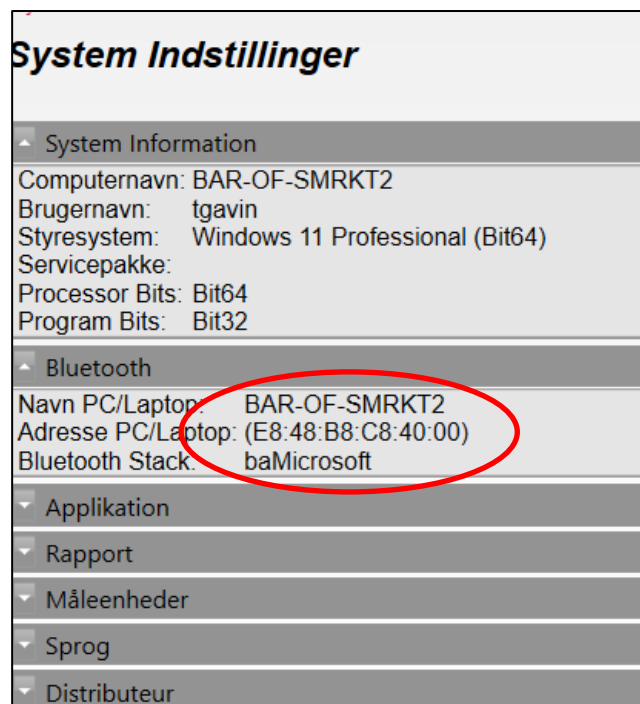 System Indstillinger
System Information
Computernavn: BAR-OF-SMRKT2
Brugernavn: tgavin
Styresystem: Windows 11 Professional (Bit64)
Servicepakke:
Processor Bits: Bit64
Program Bits: Bit32
Bluetooth
Navn PC/Laptop: BAR-OF-SMRKT2
Adresse PC/Laptop: (E8:48:B8:C8:40:00)
Bluetooth Stack: baMicrosoft
Applikation
Rapport
Måleenheder
Sprog
Distributeur